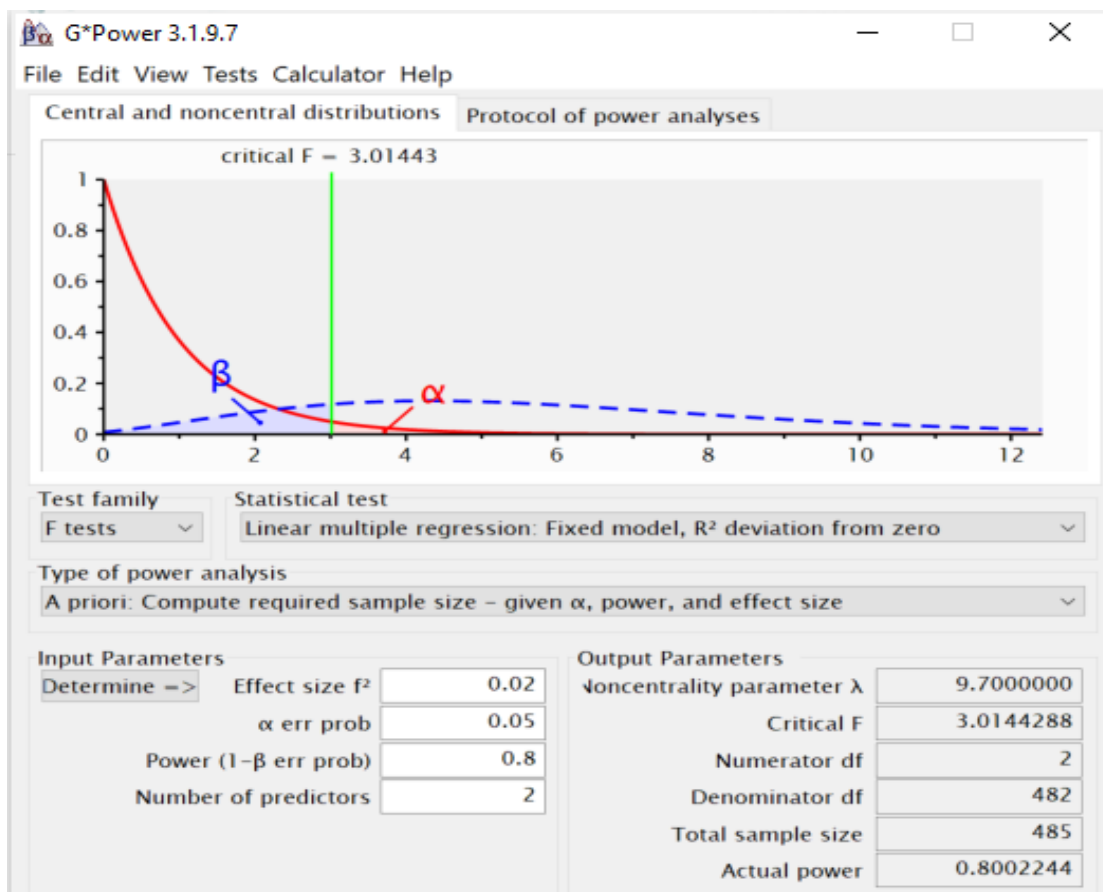 G*Power 3.1.9.7
File Edit View Tests Calculator Help
Central and noncentral distributions Protocol of power analyses
critical F = 3.01443
1
0.8
0.6
0.4
0.2
0
β
α
0 2 4 6 8 10 12
Test family Statistical test
F tests Linear multiple regression: Fixed model, R² deviation from zero
Type of power analysis
A priori: Compute required sample size - given α, power, and effect size
Input Parameters Output Parameters
Determine => Effect size f² 0.02 Noncentrality parameter λ 9.7000000
α err prob 0.05 Critical F 3.0144288
Power (1-β err prob) 0.8 Numerator df 2
Number of predictors 2 Denominator df 482
Total sample size 485
Actual power 0.8002244